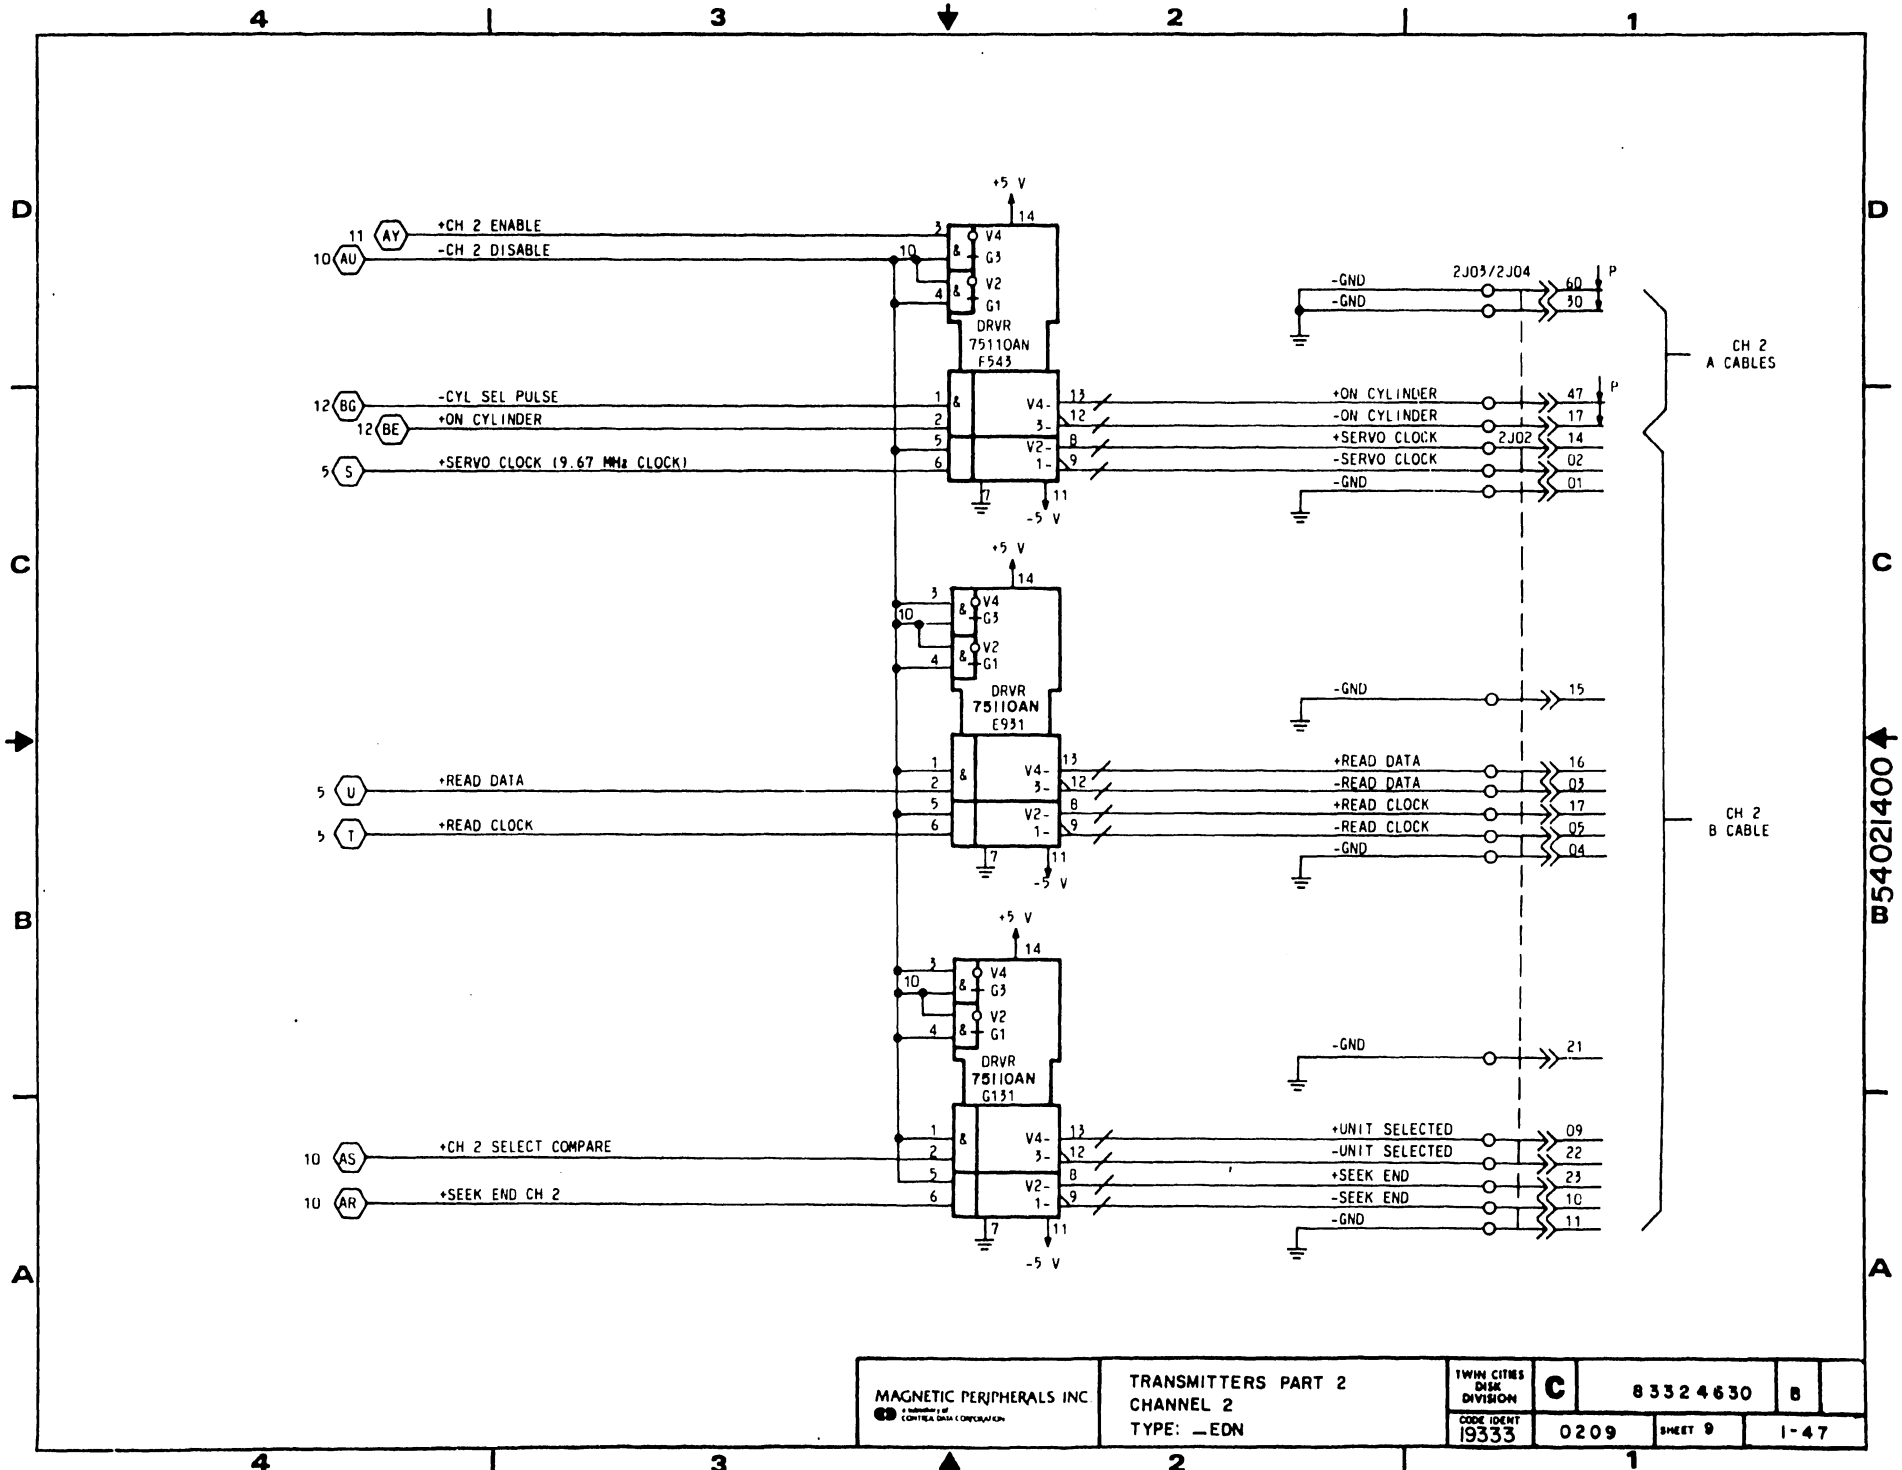 4 3 2 1
D D
+5 V
14
11 AY +CH 2 ENABLE 3 V4
10 AU -CH 2 DISABLE 10 & G3
& V2
4 G1
DRVR
75110AN
F543
2J03/2J04
-GND 60 P
-GND 30
CH 2
A CABLES
12 BG -CYL SEL PULSE 1 & V4- 13 +ON CYLINDER 47 P
12 BE +ON CYLINDER 2 3- 12 -ON CYLINDER 17
5 V2- 8 +SERVO CLOCK 2J02 14
5 S +SERVO CLOCK (9.67 MHz CLOCK) 6 1- 9 -SERVO CLOCK 02
-GND 01
7 11
-5 V
C C
+5 V
14
3 & V4
10 G3
V2
4 & G1
DRVR
75110AN
E931
-GND 15
1 & V4- 13 +READ DATA 16
5 U +READ DATA 2 3- 12 -READ DATA 03
5 V2- 8 +READ CLOCK 17
5 T +READ CLOCK 6 1- 9 -READ CLOCK 05
-GND 04
7 11
-5 V
CH 2
B CABLE
B54021400
B
+5 V
14
3 V4
10 & G3
V2
4 & G1
DRVR
75110AN
G131
-GND 21
1 & V4- 13 +UNIT SELECTED 09
10 AS +CH 2 SELECT COMPARE 2 3- 12 -UNIT SELECTED 22
5 V2- 8 +SEEK END 23
10 AR +SEEK END CH 2 6 1- 9 -SEEK END 10
-GND 11
7 11
-5 V
A A
MAGNETIC PERIPHERALS INC.
a subsidiary of
CONTROL DATA CORPORATION
TRANSMITTERS PART 2
CHANNEL 2
TYPE: _EDN
TWIN CITIES
DISK
DIVISION
C 83324630 B
CODE IDENT
19333
0209 SHEET 9 1-47
4 3 2 1